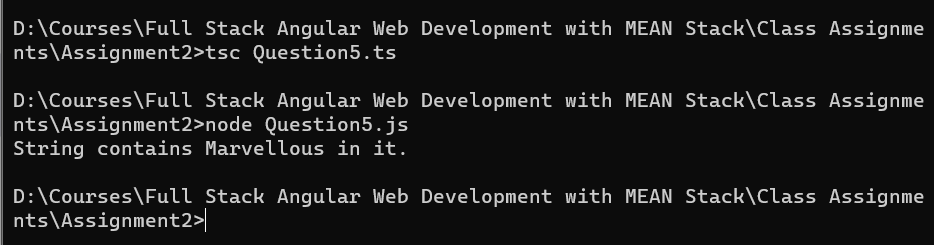 D:\Courses\Full Stack Angular Web Development with MEAN Stack\Class Assignme
nts\Assignment2>tsc Question5.ts
D:\Courses\Full Stack Angular Web Development with MEAN Stack\Class Assignme
nts\Assignment2>node Question5.js
String contains Marvellous in it.
D:\Courses\Full Stack Angular Web Development with MEAN Stack\Class Assignme
nts\Assignment2>